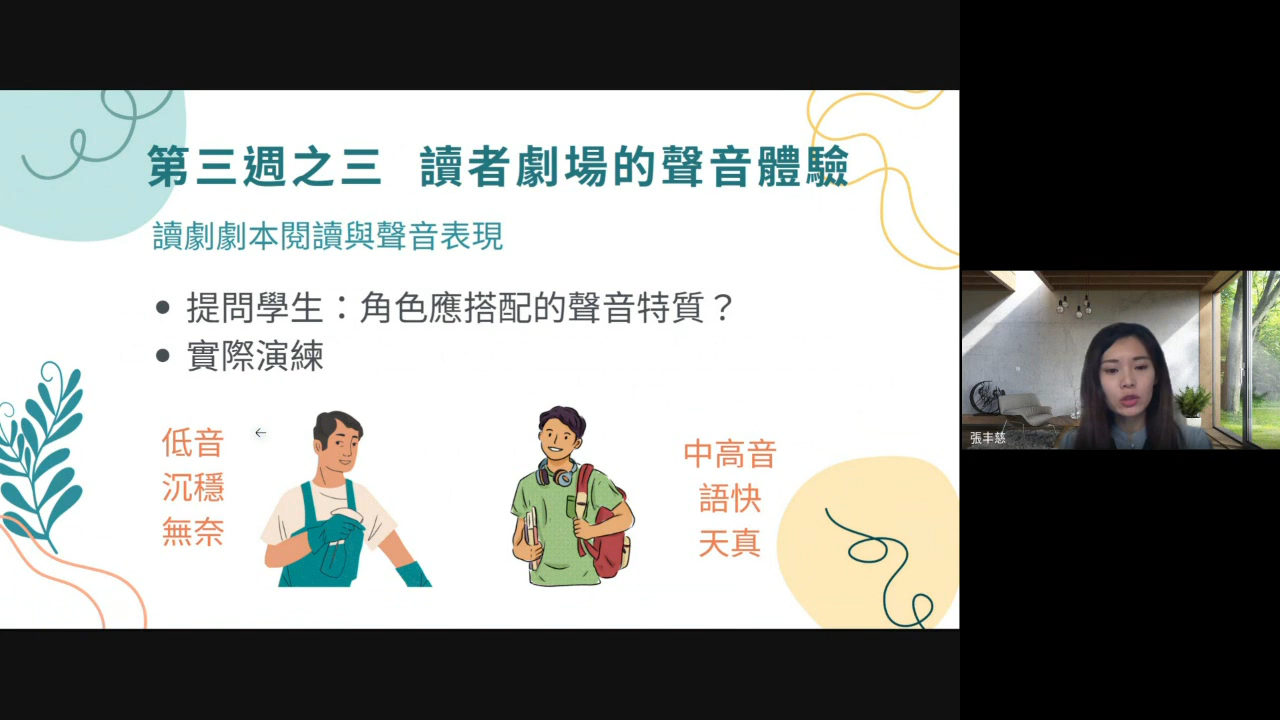 第三週之三 讀者劇場的聲音體驗
讀劇劇本閱讀與聲音表現
• 提問學生：角色應搭配的聲音特質？
• 實際演練
低音
沉穩
無奈
中高音
語快
天真
張丰慈